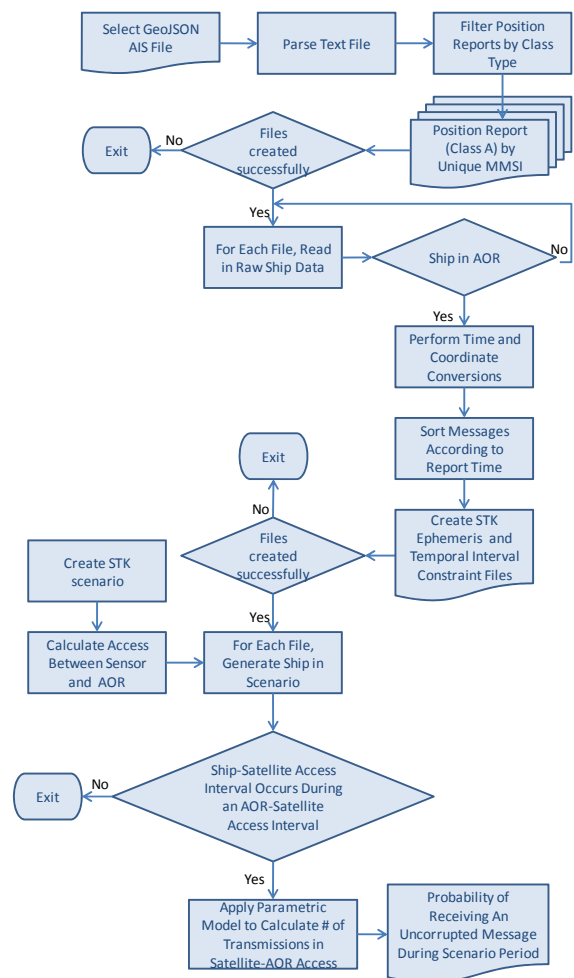 Select GeoJSON
AIS File
Parse Text File
Filter Position
Reports by Class
Type
Position Report
(Class A) by
Unique MMSI
Files
created
successfully
No
Exit
Yes
For Each File, Read
in Raw Ship Data
Ship in AOR
No
Yes
Perform Time and
Coordinate
Conversions
Sort Messages
According to
Report Time
Create STK
Ephemeris and
Temporal Interval
Constraint Files
Files
created
successfully
No
Exit
Yes
Create STK
scenario
Calculate Access
Between Sensor
and AOR
For Each File,
Generate Ship in
Scenario
Ship-Satellite Access
Interval Occurs During
an AOR-Satellite
Access Interval
No
Exit
Yes
Apply Parametric
Model to Calculate # of
Transmissions in
Satellite-AOR Access
Probability of
Receiving An
Uncorrupted Message
During Scenario Period